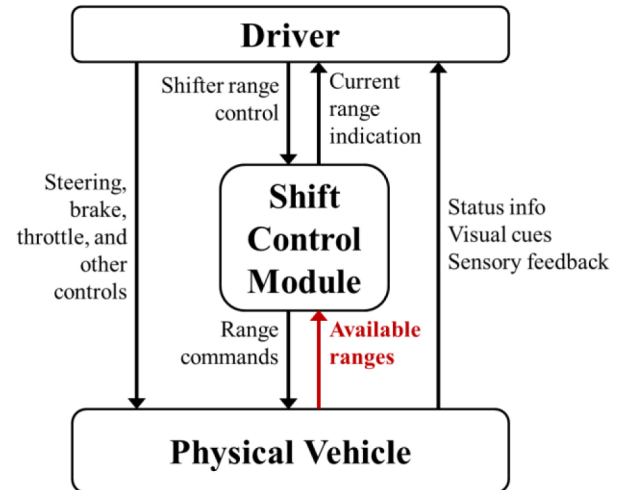 Driver
Shifter range
control
Current
range
indication
Steering,
brake,
throttle, and
other
controls
Shift
Control
Module
Status info
Visual cues
Sensory feedback
Range
commands
Available
ranges
Physical Vehicle